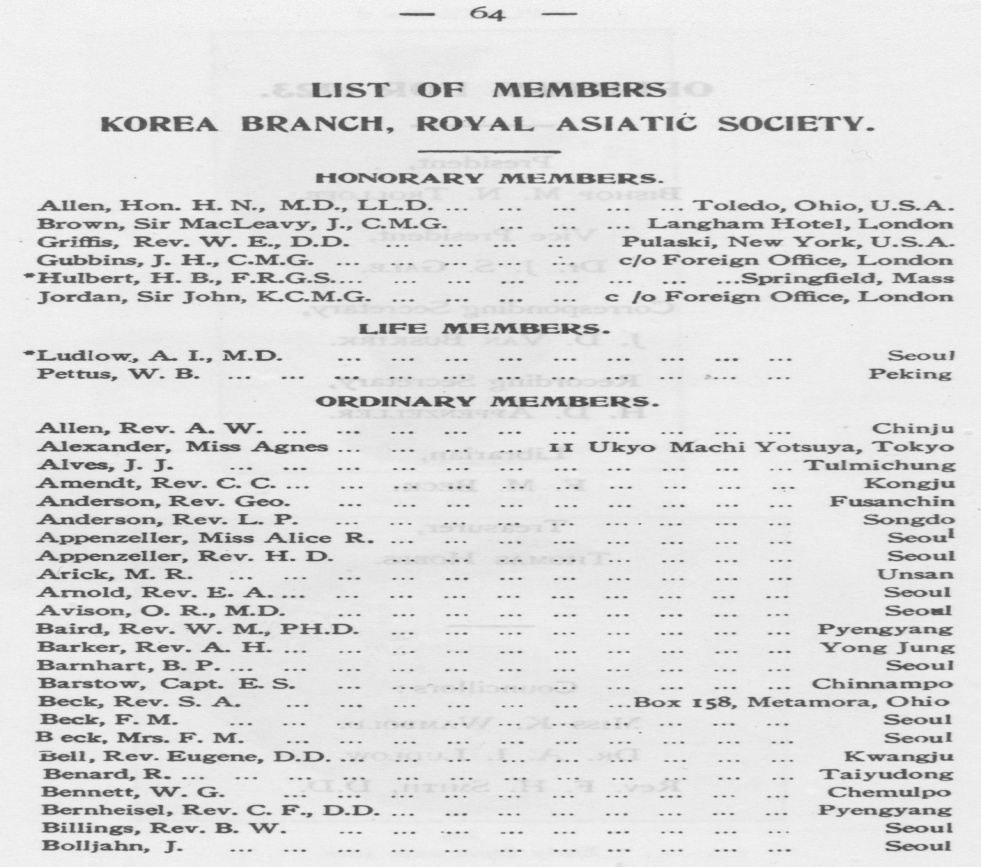 — 64 —
LIST OF MEMBERS
KOREA BRANCH, ROYAL ASIATIC SOCIETY.
HONORARY MEMBERS.
Allen, Hon. H. N., M.D., LL.D. ... ... ... ... Toledo, Ohio, U.S.A.
Brown, Sir MacLeavy, J., C.M.G. ... ... ... Langham Hotel, London
Griffis, Rev. W. E., D.D. ... ... ... ... ... Pulaski, New York, U.S.A.
Gubbins, J. H., C.M.G. ... ... ... ... ... c/o Foreign Office, London
*Hulbert, H. B., F.R.G.S.... ... ... ... ... ... ... ...Springfield, Mass
Jordan, Sir John, K.C.M.G. ... ... ... ... c /o Foreign Office, London
LIFE MEMBERS.
*Ludlow, A. I., M.D. ... ... ... ... ... ... ... ... ... Seoul
Pettus, W. B. ... ... ... ... ... ... ... ... ... ... ... Peking
ORDINARY MEMBERS.
Allen, Rev. A. W. ... ... ... ... ... ... ... ... ... ... Chinju
Alexander, Miss Agnes ... ... ... ... 11 Ukyo Machi Yotsuya, Tokyo
Alves, J. J. ... ... ... ... ... ... ... ... ... ... ... Tulmichung
Amendt, Rev. C. C. ... ... ... ... ... ... ... ... ... ... Kongju
Anderson, Rev. Geo. ... ... ... ... ... ... ... ... ... Fusanchin
Anderson, Rev. L. P. ... ... ... ... ... ... ... ... ... Songdo
Appenzeller, Miss Alice R. ... ... ... ... ... ... ... ... Seoul
Appenzeller, Rev. H. D. ... ... ... ... ... ... ... ... Seoul
Arick, M. R. ... ... ... ... ... ... ... ... ... ... ... Unsan
Arnold, Rev. E. A. ... ... ... ... ... ... ... ... ... ... Seoul
Avison, O. R., M.D. ... ... ... ... ... ... ... ... ... Seoul
Baird, Rev. W. M., PH.D. ... ... ... ... ... ... ... ... Pyengyang
Barker, Rev. A. H. ... ... ... ... ... ... ... ... ... ... Yong Jung
Barnhart, B. P. ... ... ... ... ... ... ... ... ... ... ... Seoul
Barstow, Capt. E. S. ... ... ... ... ... ... ... ... ... Chinnampo
Beck, Rev. S. A. ... ... ... ... ... ... ...Box 158, Metamora, Ohio
Beck, F. M. ... ... ... ... ... ... ... ... ... ... ... Seoul
B eck, Mrs. F. M. ... ... ... ... ... ... ... ... ... ... Seoul
Bell, Rev. Eugene, D.D. ... ... ... ... ... ... ... ... ... Kwangju
Benard, R. ... ... ... ... ... ... ... ... ... ... ... ... Taiyudong
Bennett, W. G. ... ... ... ... ... ... ... ... ... ... Chemulpo
Bernheisel, Rev. C. F., D.D. ... ... ... ... ... ... ... ... Pyengyang
Billings, Rev. B. W. ... ... ... ... ... ... ... ... ... Seoul
Bolljahn, J. ... ... ... ... ... ... ... ... ... ... ... Seoul